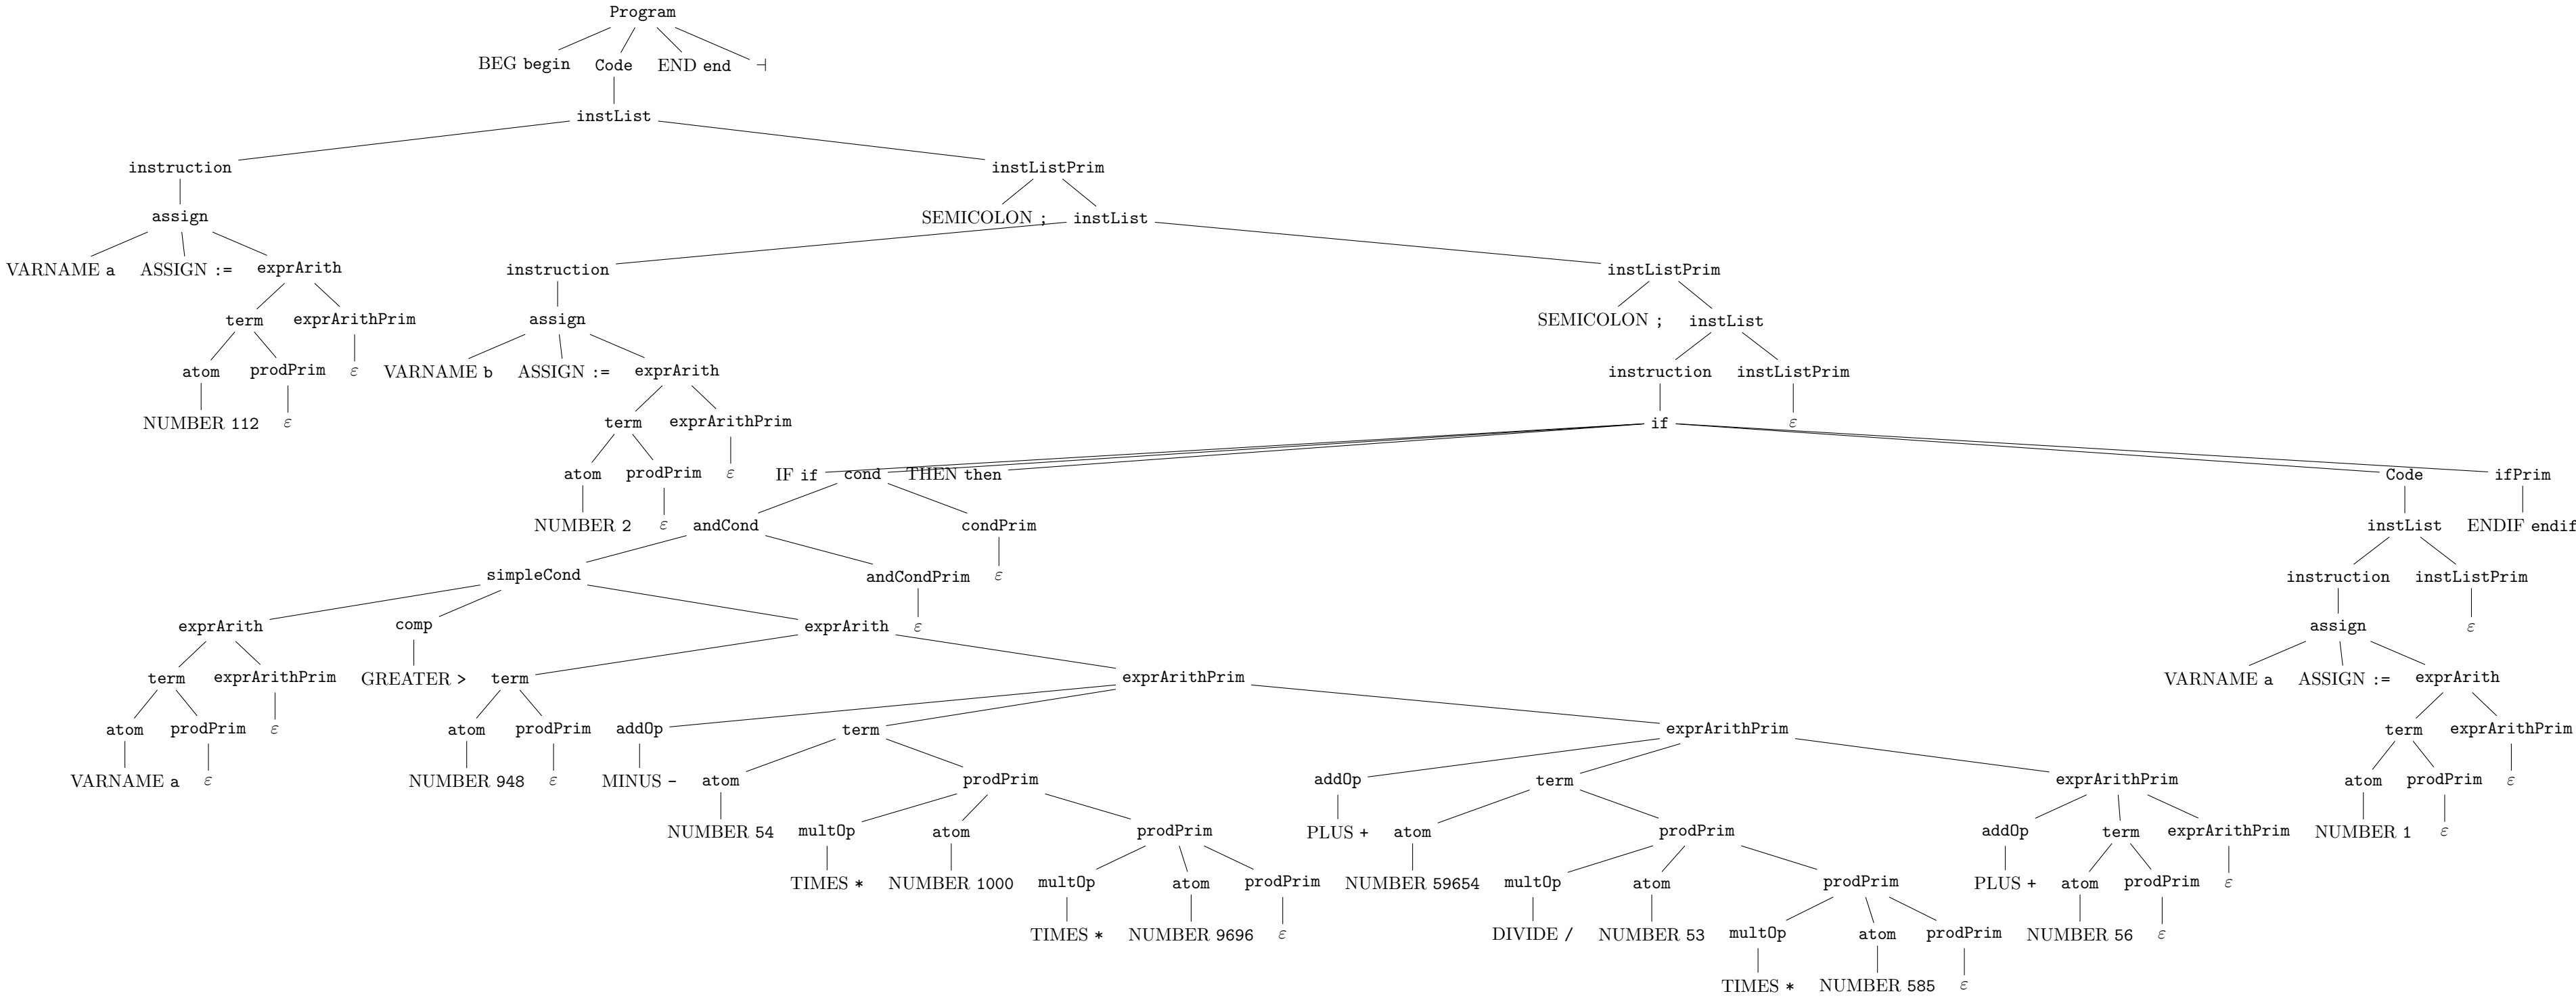 Program
BEG begin Code END end ⊣
instList
instruction instListPrim
assign SEMICOLON ; instList
VARNAME a ASSIGN := exprArith instruction instListPrim
term exprArithPrim assign SEMICOLON ; instList
atom prodPrim ε VARNAME b ASSIGN := exprArith instruction instListPrim
NUMBER 112 ε term exprArithPrim if ε
atom prodPrim ε IF if cond THEN then Code ifPrim
NUMBER 2 ε andCond condPrim instList ENDIF endif
simpleCond andCondPrim ε instruction instListPrim
exprArith comp exprArith ε assign ε
term exprArithPrim GREATER > term exprArithPrim VARNAME a ASSIGN := exprArith
atom prodPrim ε atom prodPrim addOp term exprArithPrim term exprArithPrim
VARNAME a ε NUMBER 948 ε MINUS - atom prodPrim addOp term exprArithPrim atom prodPrim ε
NUMBER 54 multOp atom prodPrim PLUS + atom prodPrim addOp term exprArithPrim NUMBER 1 ε
TIMES * NUMBER 1000 multOp atom prodPrim NUMBER 59654 multOp atom prodPrim PLUS + atom prodPrim ε
TIMES * NUMBER 9696 ε DIVIDE / NUMBER 53 multOp atom prodPrim NUMBER 56 ε
TIMES * NUMBER 585 ε